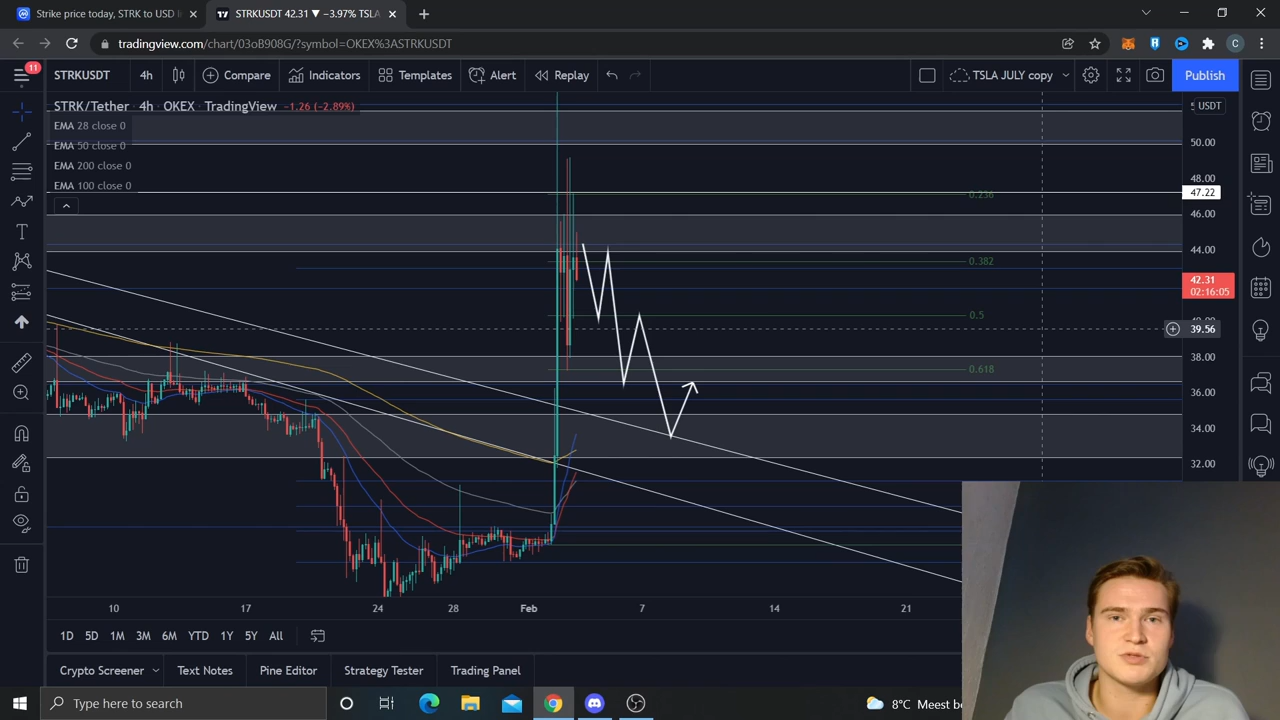 Strike price today, STRK to USD l
STRKUSDT 42.31 ▼ −3.97% TSLA
tradingview.com/chart/03oB908G/?symbol=OKEX%3ASTRKUSDT
C
11
STRKUSDT 4h Compare Indicators Templates Alert Replay TSLA JULY copy Publish
STRK/Tether · 4h · OKEX · TradingView −1.26 (−2.89%)
USDT
EMA 28 close 0
EMA 50 close 0
EMA 200 close 0
EMA 100 close 0
50.00
48.00
47.22
46.00
44.00
42.31
02:16:05
39.56
38.00
36.00
34.00
32.00
0.236
0.382
0.5
0.618
10 17 24 28 Feb 7 14 21
1D 5D 1M 3M 6M YTD 1Y 5Y All
Crypto Screener Text Notes Pine Editor Strategy Tester Trading Panel
Type here to search
8°C Meest be